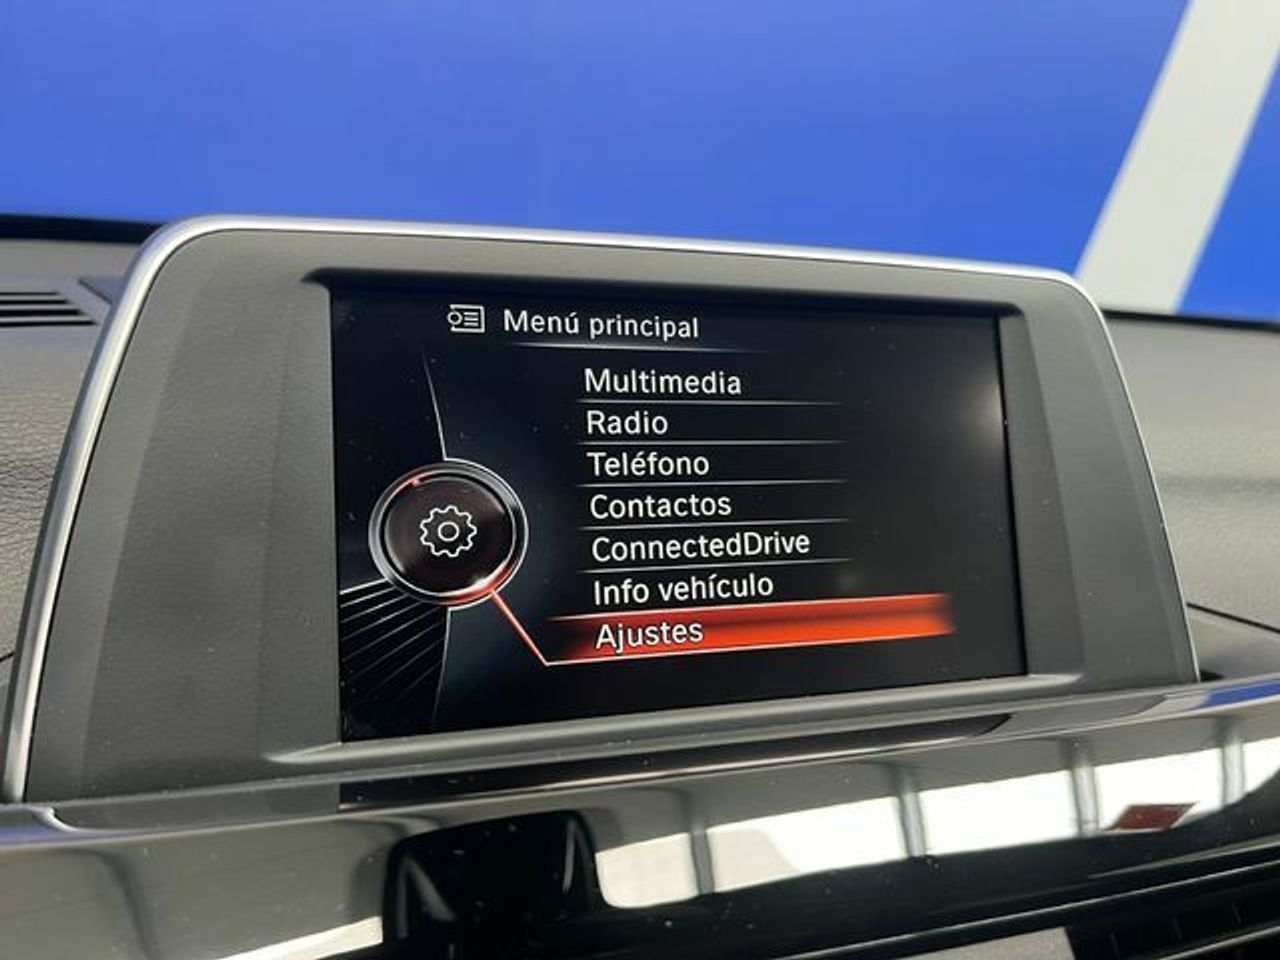 Menú principal
Multimedia
Radio
Teléfono
Contactos
ConnectedDrive
Info vehículo
Ajustes